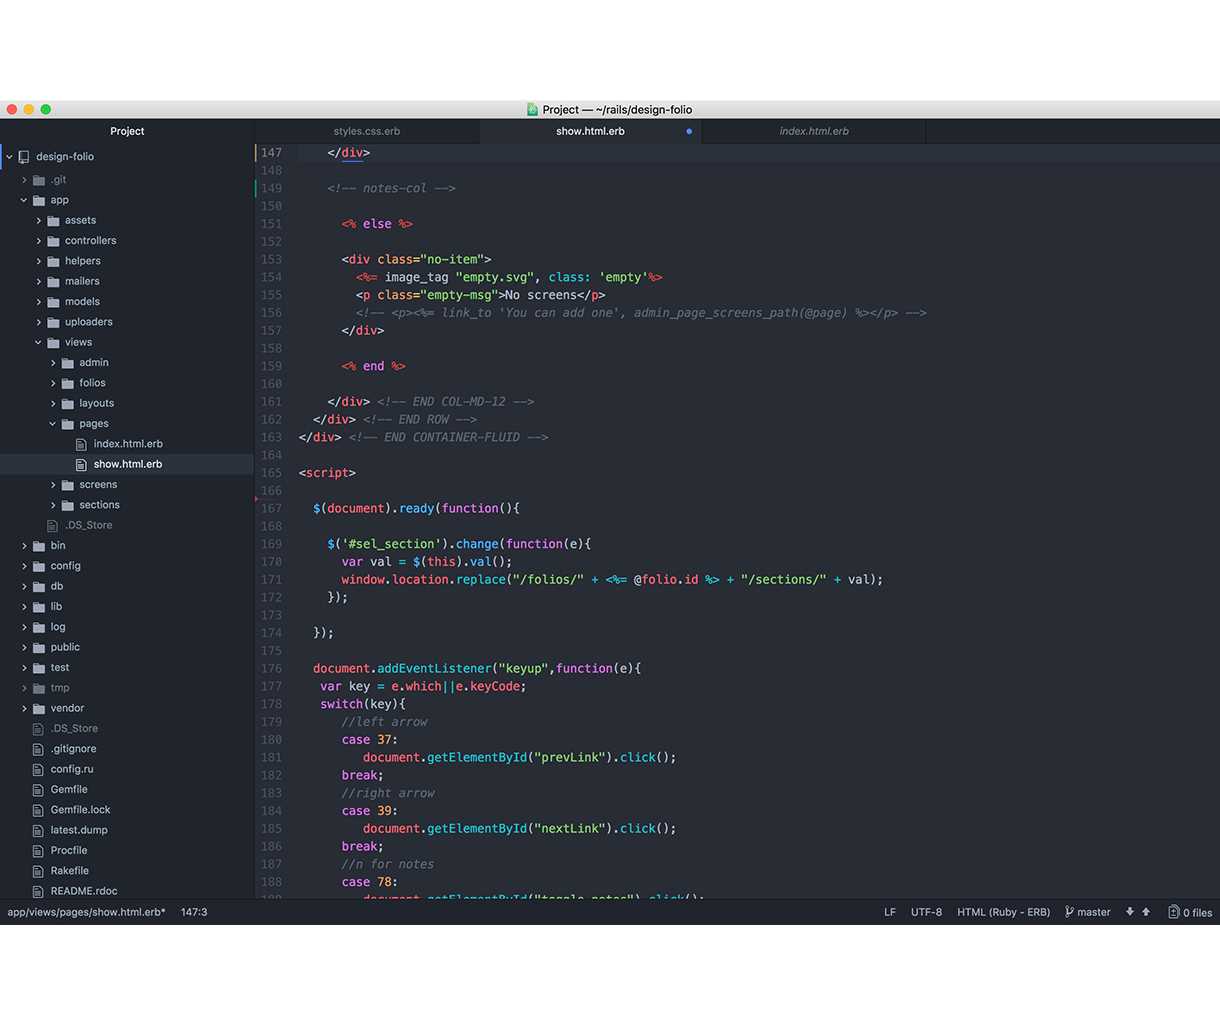 Project — ~/rails/design-folio
Project
styles.css.erb
show.html.erb
index.html.erb
design-folio
.git
app
assets
controllers
helpers
mailers
models
uploaders
views
admin
folios
layouts
pages
index.html.erb
show.html.erb
screens
sections
.DS_Store
bin
config
db
lib
log
public
test
tmp
vendor
.DS_Store
.gitignore
config.ru
Gemfile
Gemfile.lock
latest.dump
Procfile
Rakefile
README.rdoc
147 </div>
148
149 <!-- notes-col -->
150
151 <% else %>
152
153 <div class="no-item">
154 <%= image_tag "empty.svg", class: 'empty'%>
155 <p class="empty-msg">No screens</p>
156 <!-- <p><%= link_to 'You can add one', admin_page_screens_path(@page) %></p> -->
157 </div>
158
159 <% end %>
160
161 </div> <!-- END COL-MD-12 -->
162 </div> <!-- END ROW -->
163 </div> <!-- END CONTAINER-FLUID -->
164
165 <script>
166
167 $(document).ready(function(){
168
169 $('#sel_section').change(function(e){
170 var val = $(this).val();
171 window.location.replace("/folios/" + <%= @folio.id %> + "/sections/" + val);
172 });
173
174 });
175
176 document.addEventListener("keyup",function(e){
177 var key = e.which||e.keyCode;
178 switch(key){
179 //left arrow
180 case 37:
181 document.getElementById("prevLink").click();
182 break;
183 //right arrow
184 case 39:
185 document.getElementById("nextLink").click();
186 break;
187 //n for notes
188 case 78:
189 document.getElementById("toggle-notes").click();
app/views/pages/show.html.erb* 147:3
LF UTF-8 HTML (Ruby - ERB) master 0 files